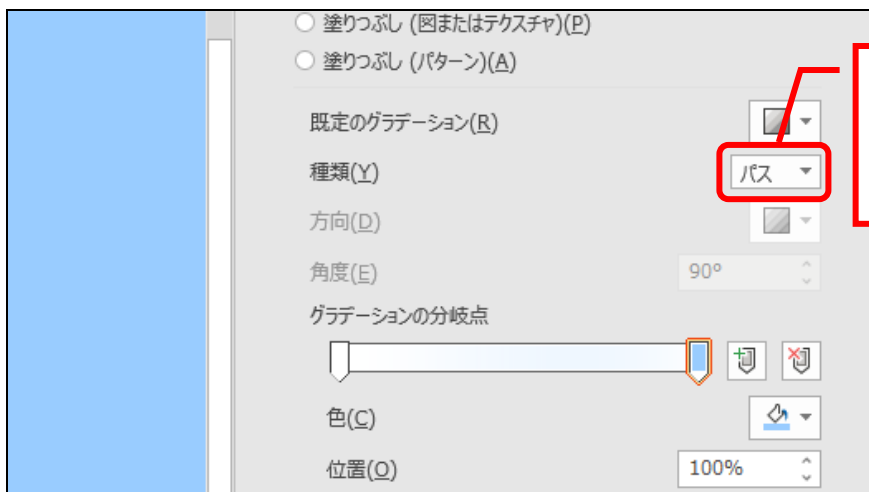 塗りつぶし (図またはテクスチャ)(P)
塗りつぶし (パターン)(A)
既定のグラデーション(R)
種類(Y) パス
方向(D)
角度(E) 90°
グラデーションの分岐点
色(C)
位置(O) 100%